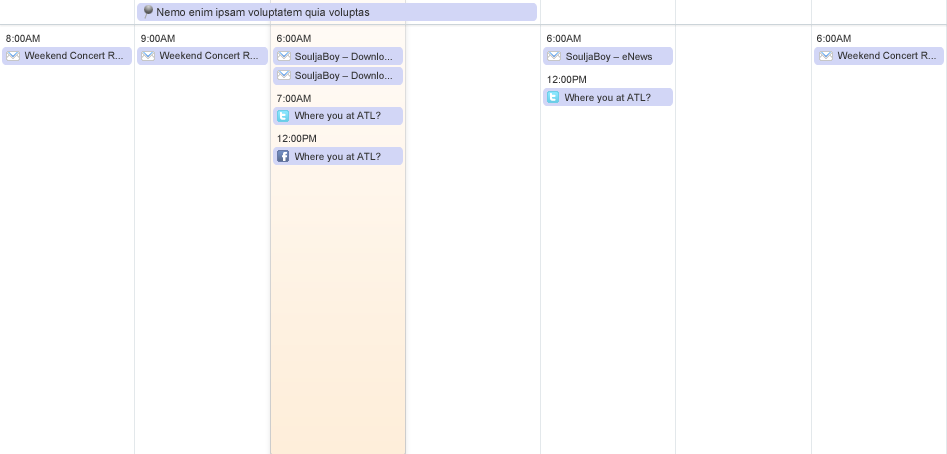 Nemo enim ipsam voluptatem quia voluptas
8:00AM
Weekend Concert R...
9:00AM
Weekend Concert R...
6:00AM
SouljaBoy – Downlo...
SouljaBoy – Downlo...
7:00AM
Where you at ATL?
12:00PM
Where you at ATL?
6:00AM
SouljaBoy – eNews
12:00PM
Where you at ATL?
6:00AM
Weekend Concert R...